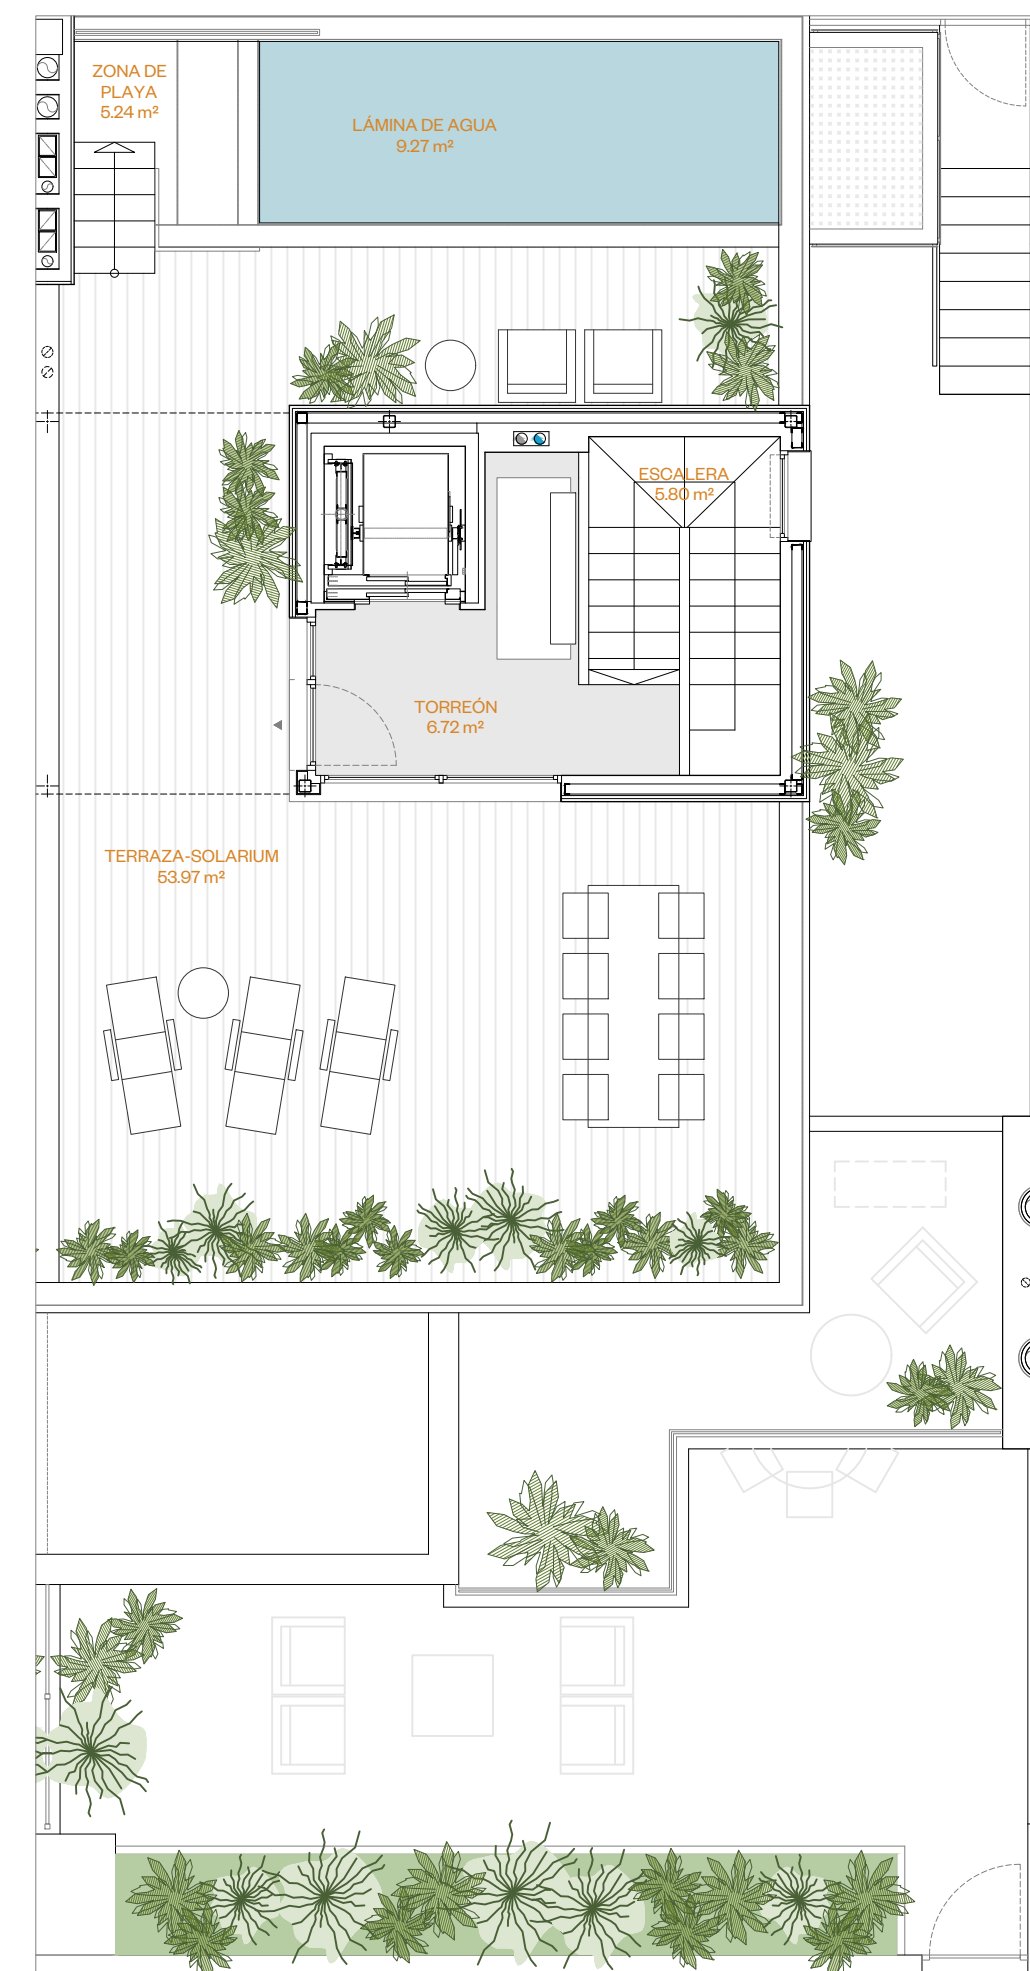 ZONA DE
PLAYA
5.24 m²
LÁMINA DE AGUA
9.27 m²
ESCALERA
5.80 m²
TORREÓN
6.72 m²
TERRAZA-SOLARIUM
53.97 m²